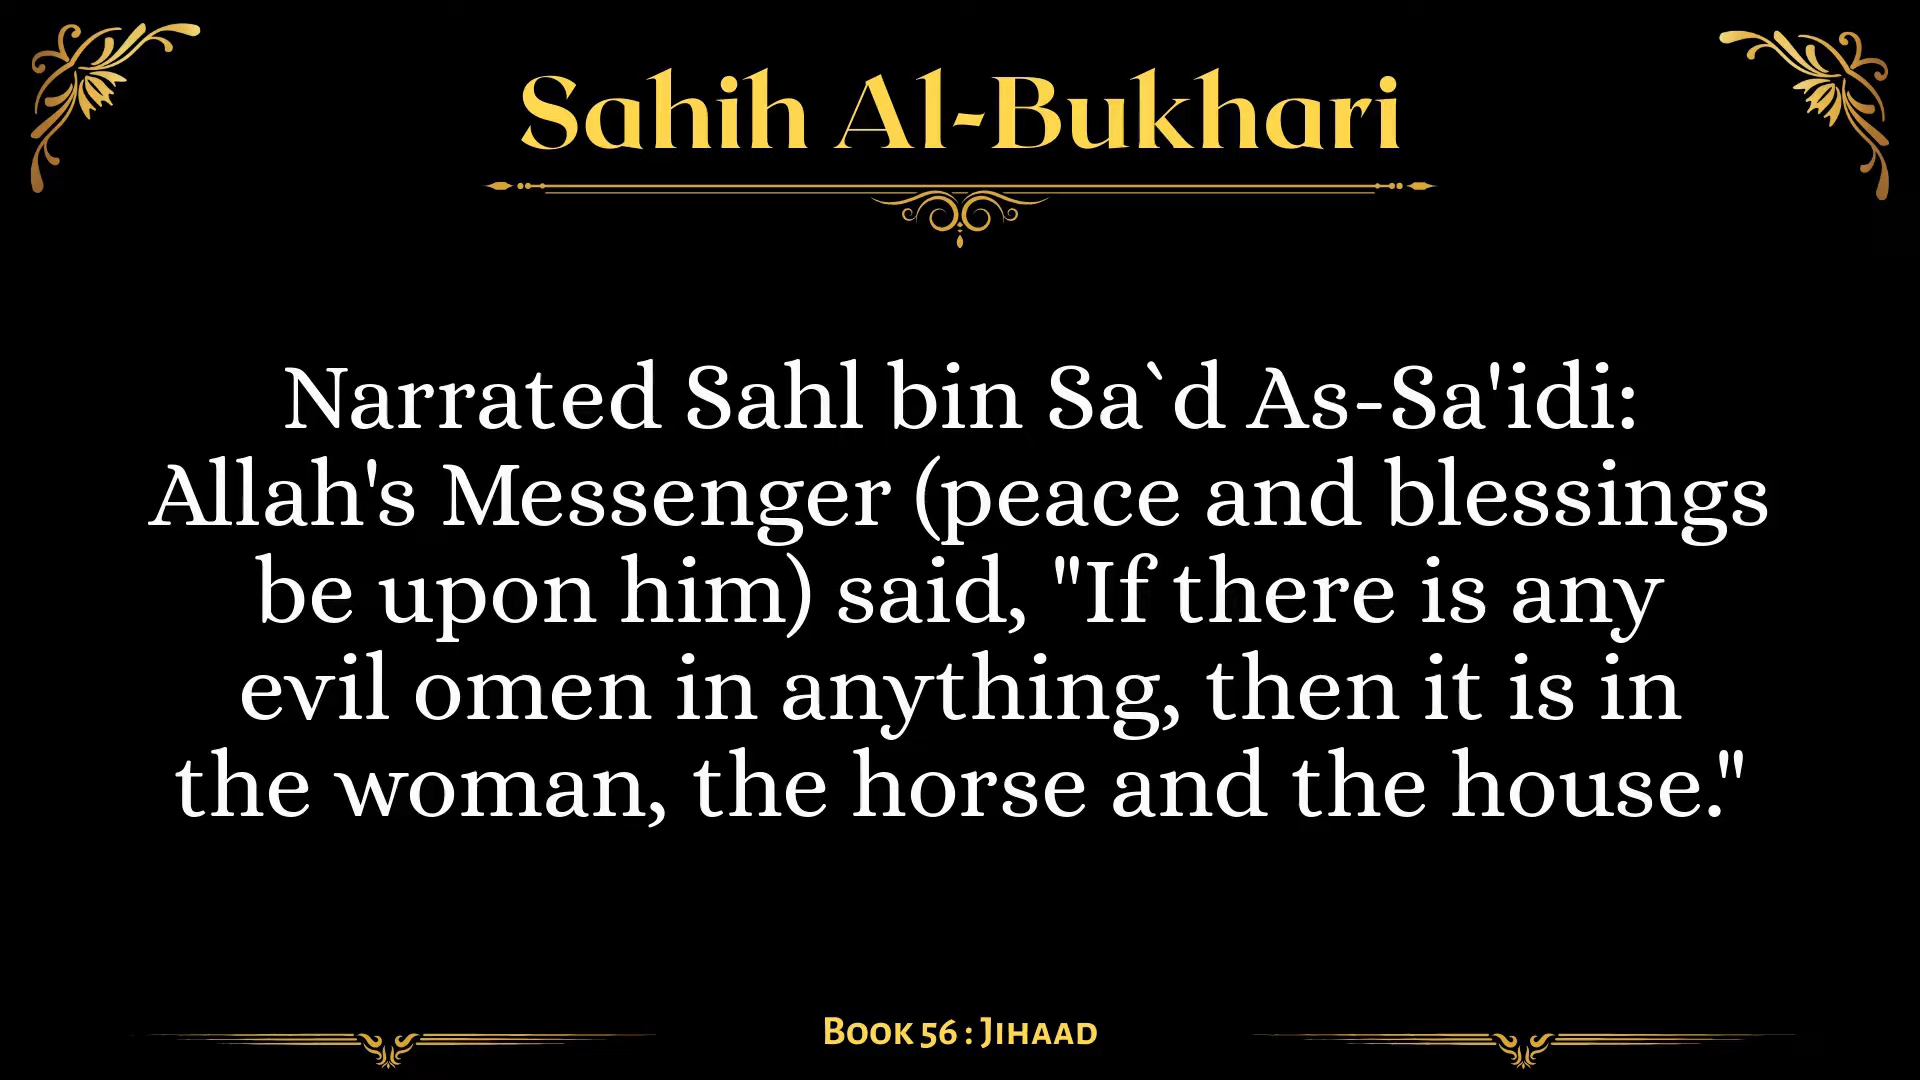 Sahih Al-Bukhari
Narrated Sahl bin Sa`d As-Sa'idi:
Allah's Messenger (peace and blessings
be upon him) said, "If there is any
evil omen in anything, then it is in
the woman, the horse and the house."
Book 56 : Jihaad